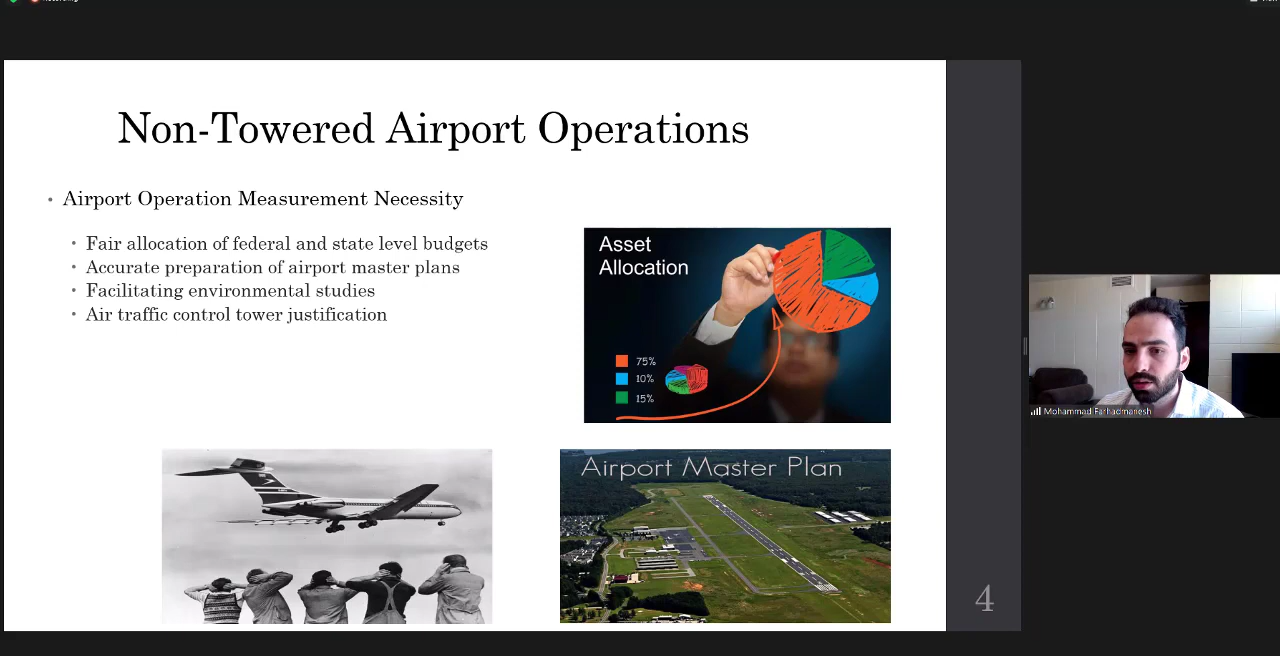 Non-Towered Airport Operations
• Airport Operation Measurement Necessity
• Fair allocation of federal and state level budgets
• Accurate preparation of airport master plans
• Facilitating environmental studies
• Air traffic control tower justification
Asset
Allocation
75%
10%
15%
Airport Master Plan
4
Mohammad Farhadmanesh